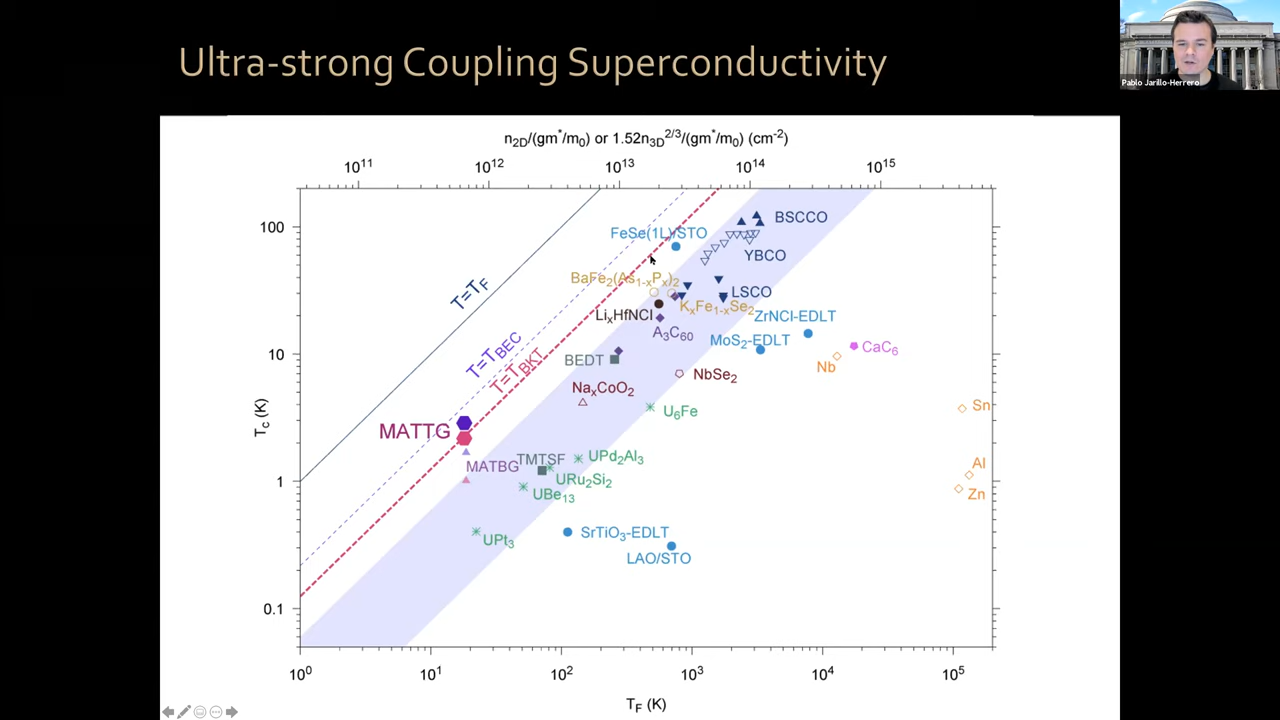 Ultra-strong Coupling Superconductivity
Pablo Jarillo-Herrero
n2D/(gm*/m0) or 1.52n3D^2/3/(gm*/m0) (cm^-2)
10^11 10^12 10^13 10^14 10^15
100
10
1
0.1
Tc (K)
T=TF
T=TBEC
T=TBKT
FeSe(1L)/STO
BSCCO
YBCO
BaFe2(As1-xPx)2
LSCO
KxFe1-xSe2
LixHfNCl
ZrNCl-EDLT
A3C60
MoS2-EDLT
CaC6
BEDT
Nb
NbSe2
NaxCoO2
Sn
U6Fe
MATTG
MATBG
TMTSF
UPd2Al3
Al
URu2Si2
UBe13
Zn
SrTiO3-EDLT
UPt3
LAO/STO
10^0 10^1 10^2 10^3 10^4 10^5
TF (K)